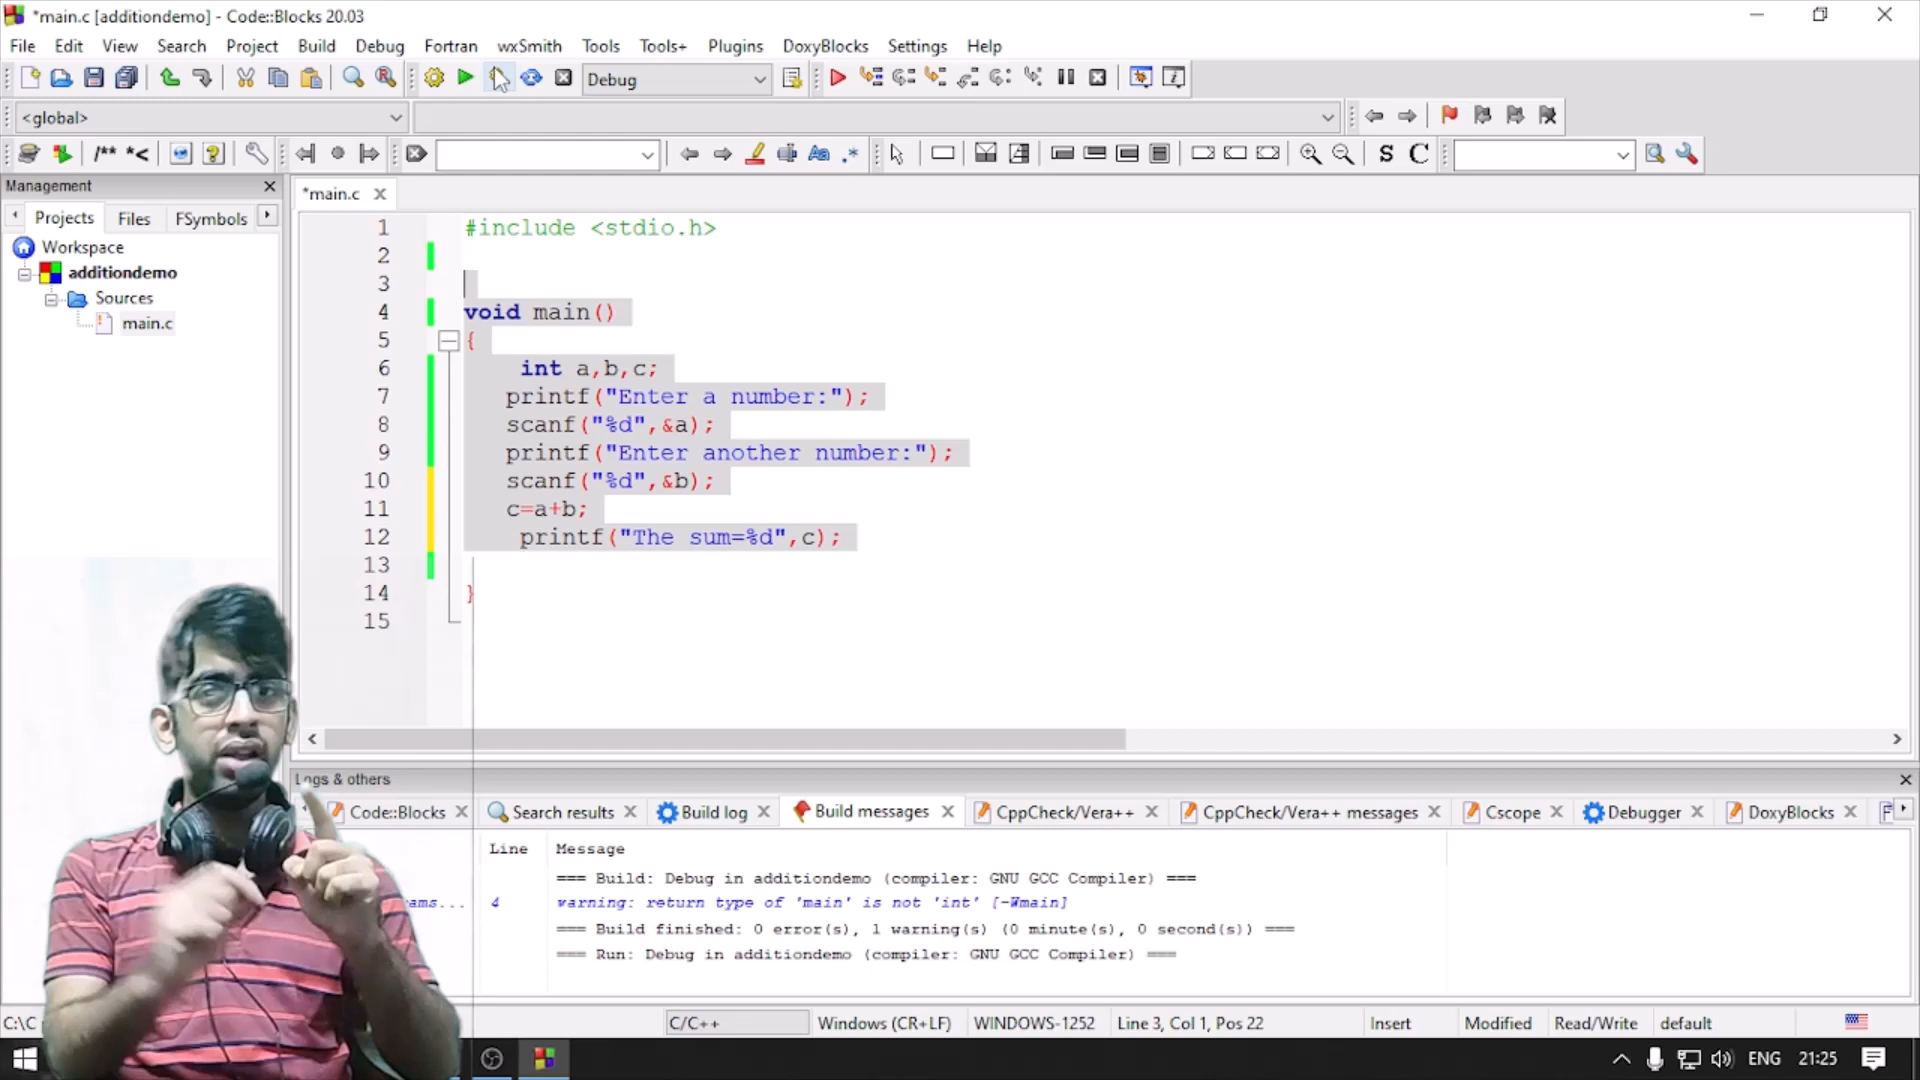 *main.c [additiondemo] - Code::Blocks 20.03
File Edit View Search Project Build Debug Fortran wxSmith Tools Tools+ Plugins DoxyBlocks Settings Help
Debug
<global>
/** *<
Aa .*
S C
Management
Projects Files FSymbols
Workspace
additiondemo
Sources
main.c
*main.c
1 #include <stdio.h>
2
3
4 void main()
5 {
6 int a,b,c;
7 printf("Enter a number:");
8 scanf("%d",&a);
9 printf("Enter another number:");
10 scanf("%d",&b);
11 c=a+b;
12 printf("The sum=%d",c);
13
14 }
15
Logs & others
Code::Blocks Search results Build log Build messages CppCheck/Vera++ CppCheck/Vera++ messages Cscope Debugger DoxyBlocks F
Line Message
=== Build: Debug in additiondemo (compiler: GNU GCC Compiler) ===
ams... 4 warning: return type of 'main' is not 'int' [-Wmain]
=== Build finished: 0 error(s), 1 warning(s) (0 minute(s), 0 second(s)) ===
=== Run: Debug in additiondemo (compiler: GNU GCC Compiler) ===
C:\C C/C++ Windows (CR+LF) WINDOWS-1252 Line 3, Col 1, Pos 22 Insert Modified Read/Write default
ENG 21:25